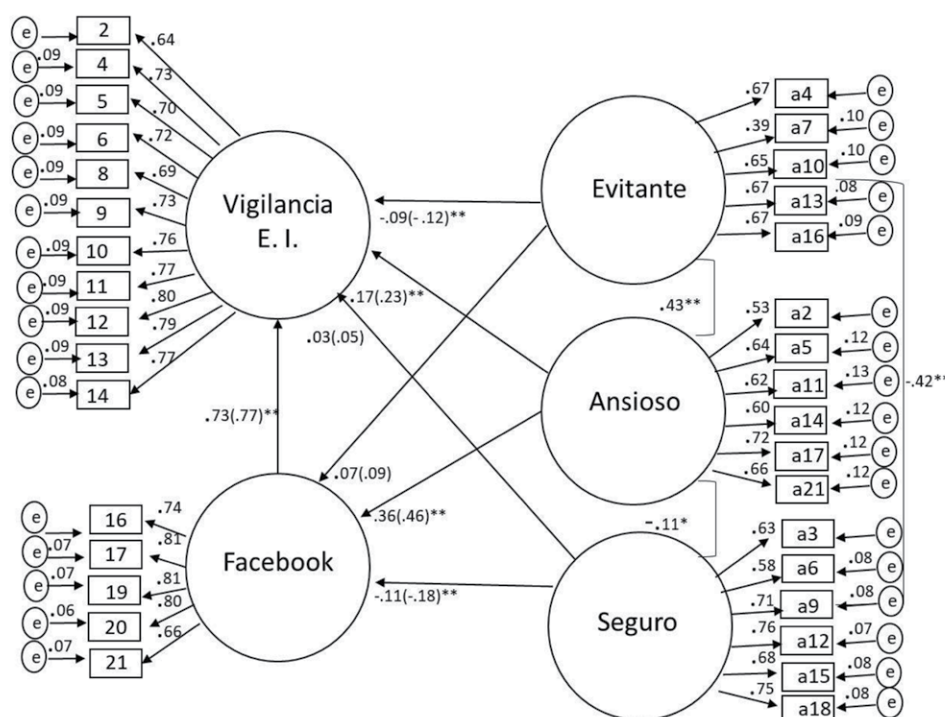 e 2 .64
e .09 4 .73
e .09 5 .70
e .09 6 .72
e .09 8 .69
e .09 9 .73
e .09 10 .76
e .09 11 .77
e .09 12 .80
e .09 13 .79
e .08 14 .77
Vigilancia
E. I.
Evitante
.67 a4 e
.39 a7 .10 e
.65 a10 .10 e
.67 a13 .08 e
.67 a16 .09 e
-.09(-.12)**
.17(.23)**
.03(.05)
.43**
Ansioso
.53 a2 e
.64 a5 .12 e
.62 a11 .13 e
.60 a14 .12 e
.72 a17 .12 e
.66 a21 .12 e
-.42**
.73(.77)**
.07(.09)
.36(.46)**
-.11*
e 16 .74
e .07 17 .81
e .07 19 .81
e .06 20 .80
e .07 21 .66
Facebook
-.11(-.18)**
Seguro
.63 a3 e
.58 a6 .08 e
.71 a9 .08 e
.76 a12 .07 e
.68 a15 .08 e
.75 a18 .08 e